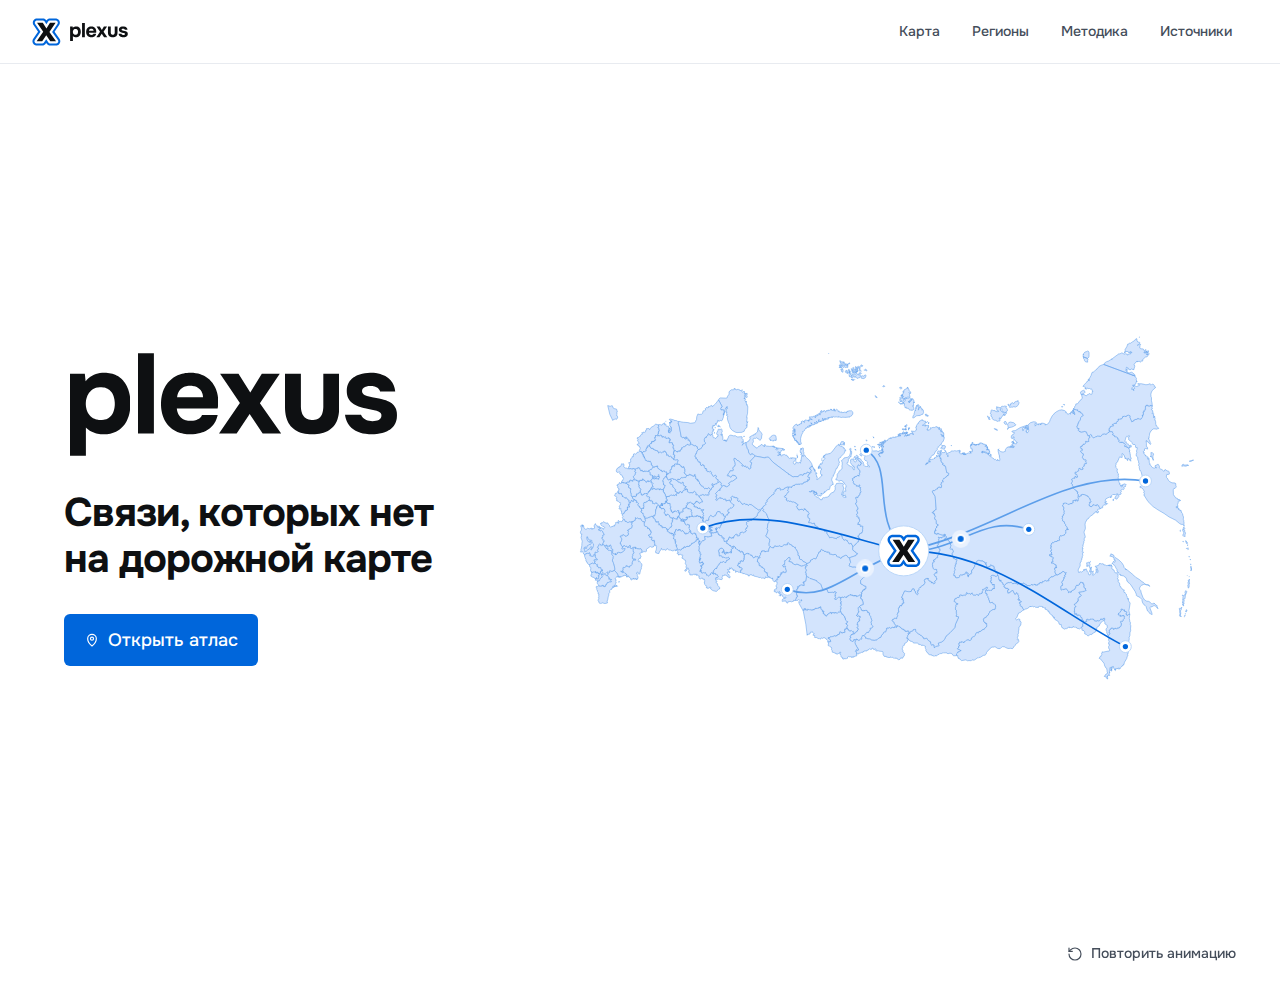 plexus
Карта
Регионы
Методика
Источники
plexus
Связи, которых нет
на дорожной карте
Открыть атлас
Повторить анимацию